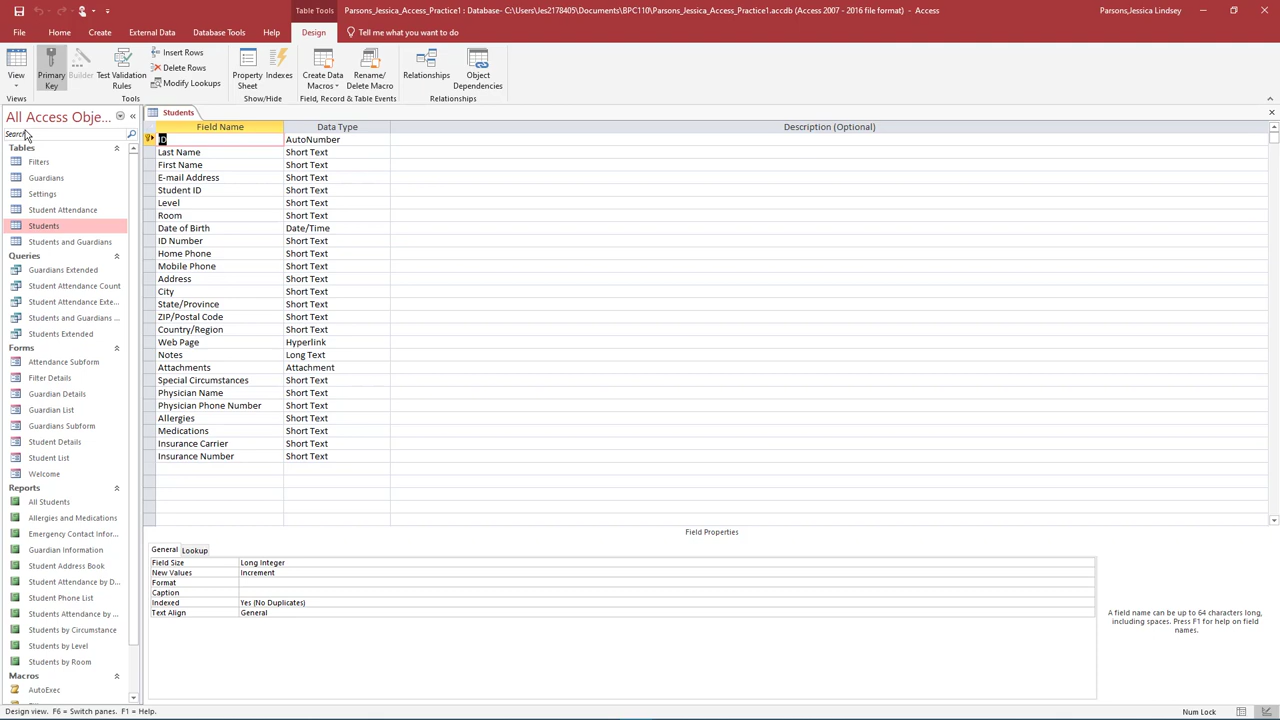 Table Tools
Parsons_Jessica_Access_Practice1 : Database- C:\Users\Jes2178405\Documents\BPC110\Parsons_Jessica_Access_Practice1.accdb (Access 2007 - 2016 file format) - Access
Parsons,Jessica Lindsey
File Home Create External Data Database Tools Help Design Tell me what you want to do
View
Primary Key
Builder
Test Validation Rules
Insert Rows
Delete Rows
Modify Lookups
Property Sheet
Indexes
Create Data Macros
Rename/ Delete Macro
Relationships
Object Dependencies
Views Tools Show/Hide Field, Record & Table Events Relationships
All Access Obje...
Search
Tables
Filters
Guardians
Settings
Student Attendance
Students
Students and Guardians
Queries
Guardians Extended
Student Attendance Count
Student Attendance Exte...
Students and Guardians ...
Students Extended
Forms
Attendance Subform
Filter Details
Guardian Details
Guardian List
Guardians Subform
Student Details
Student List
Welcome
Reports
All Students
Allergies and Medications
Emergency Contact Infor...
Guardian Information
Student Address Book
Student Attendance by D...
Student Phone List
Students Attendance by ...
Students by Circumstance
Students by Level
Students by Room
Macros
AutoExec
Students
Field Name Data Type Description (Optional)
ID AutoNumber
Last Name Short Text
First Name Short Text
E-mail Address Short Text
Student ID Short Text
Level Short Text
Room Short Text
Date of Birth Date/Time
ID Number Short Text
Home Phone Short Text
Mobile Phone Short Text
Address Short Text
City Short Text
State/Province Short Text
ZIP/Postal Code Short Text
Country/Region Short Text
Web Page Hyperlink
Notes Long Text
Attachments Attachment
Special Circumstances Short Text
Physician Name Short Text
Physician Phone Number Short Text
Allergies Short Text
Medications Short Text
Insurance Carrier Short Text
Insurance Number Short Text
Field Properties
General Lookup
Field Size Long Integer
New Values Increment
Format
Caption
Indexed Yes (No Duplicates)
Text Align General
A field name can be up to 64 characters long,
including spaces. Press F1 for help on field
names.
Design view. F6 = Switch panes. F1 = Help.
Num Lock